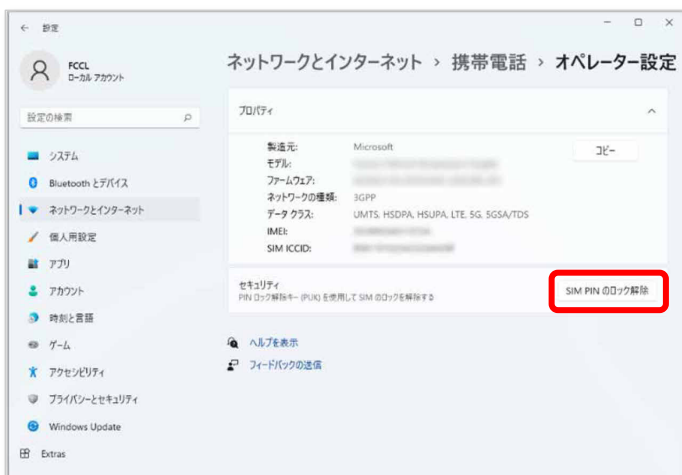 ← 設定
FCCL
ローカル アカウント
設定の検索
システム
Bluetooth とデバイス
ネットワークとインターネット
個人用設定
アプリ
アカウント
時刻と言語
ゲーム
アクセシビリティ
プライバシーとセキュリティ
Windows Update
Extras
ネットワークとインターネット › 携帯電話 › オペレーター設定
プロパティ
製造元: Microsoft
コピー
モデル:
ファームウェア:
ネットワークの種類: 3GPP
データ クラス: UMTS, HSDPA, HSUPA, LTE, 5G, 5GSA/TDS
IMEI:
SIM ICCID:
セキュリティ
PIN ロック解除キー (PUK) を使用して SIM のロックを解除する
SIM PIN のロック解除
ヘルプを表示
フィードバックの送信